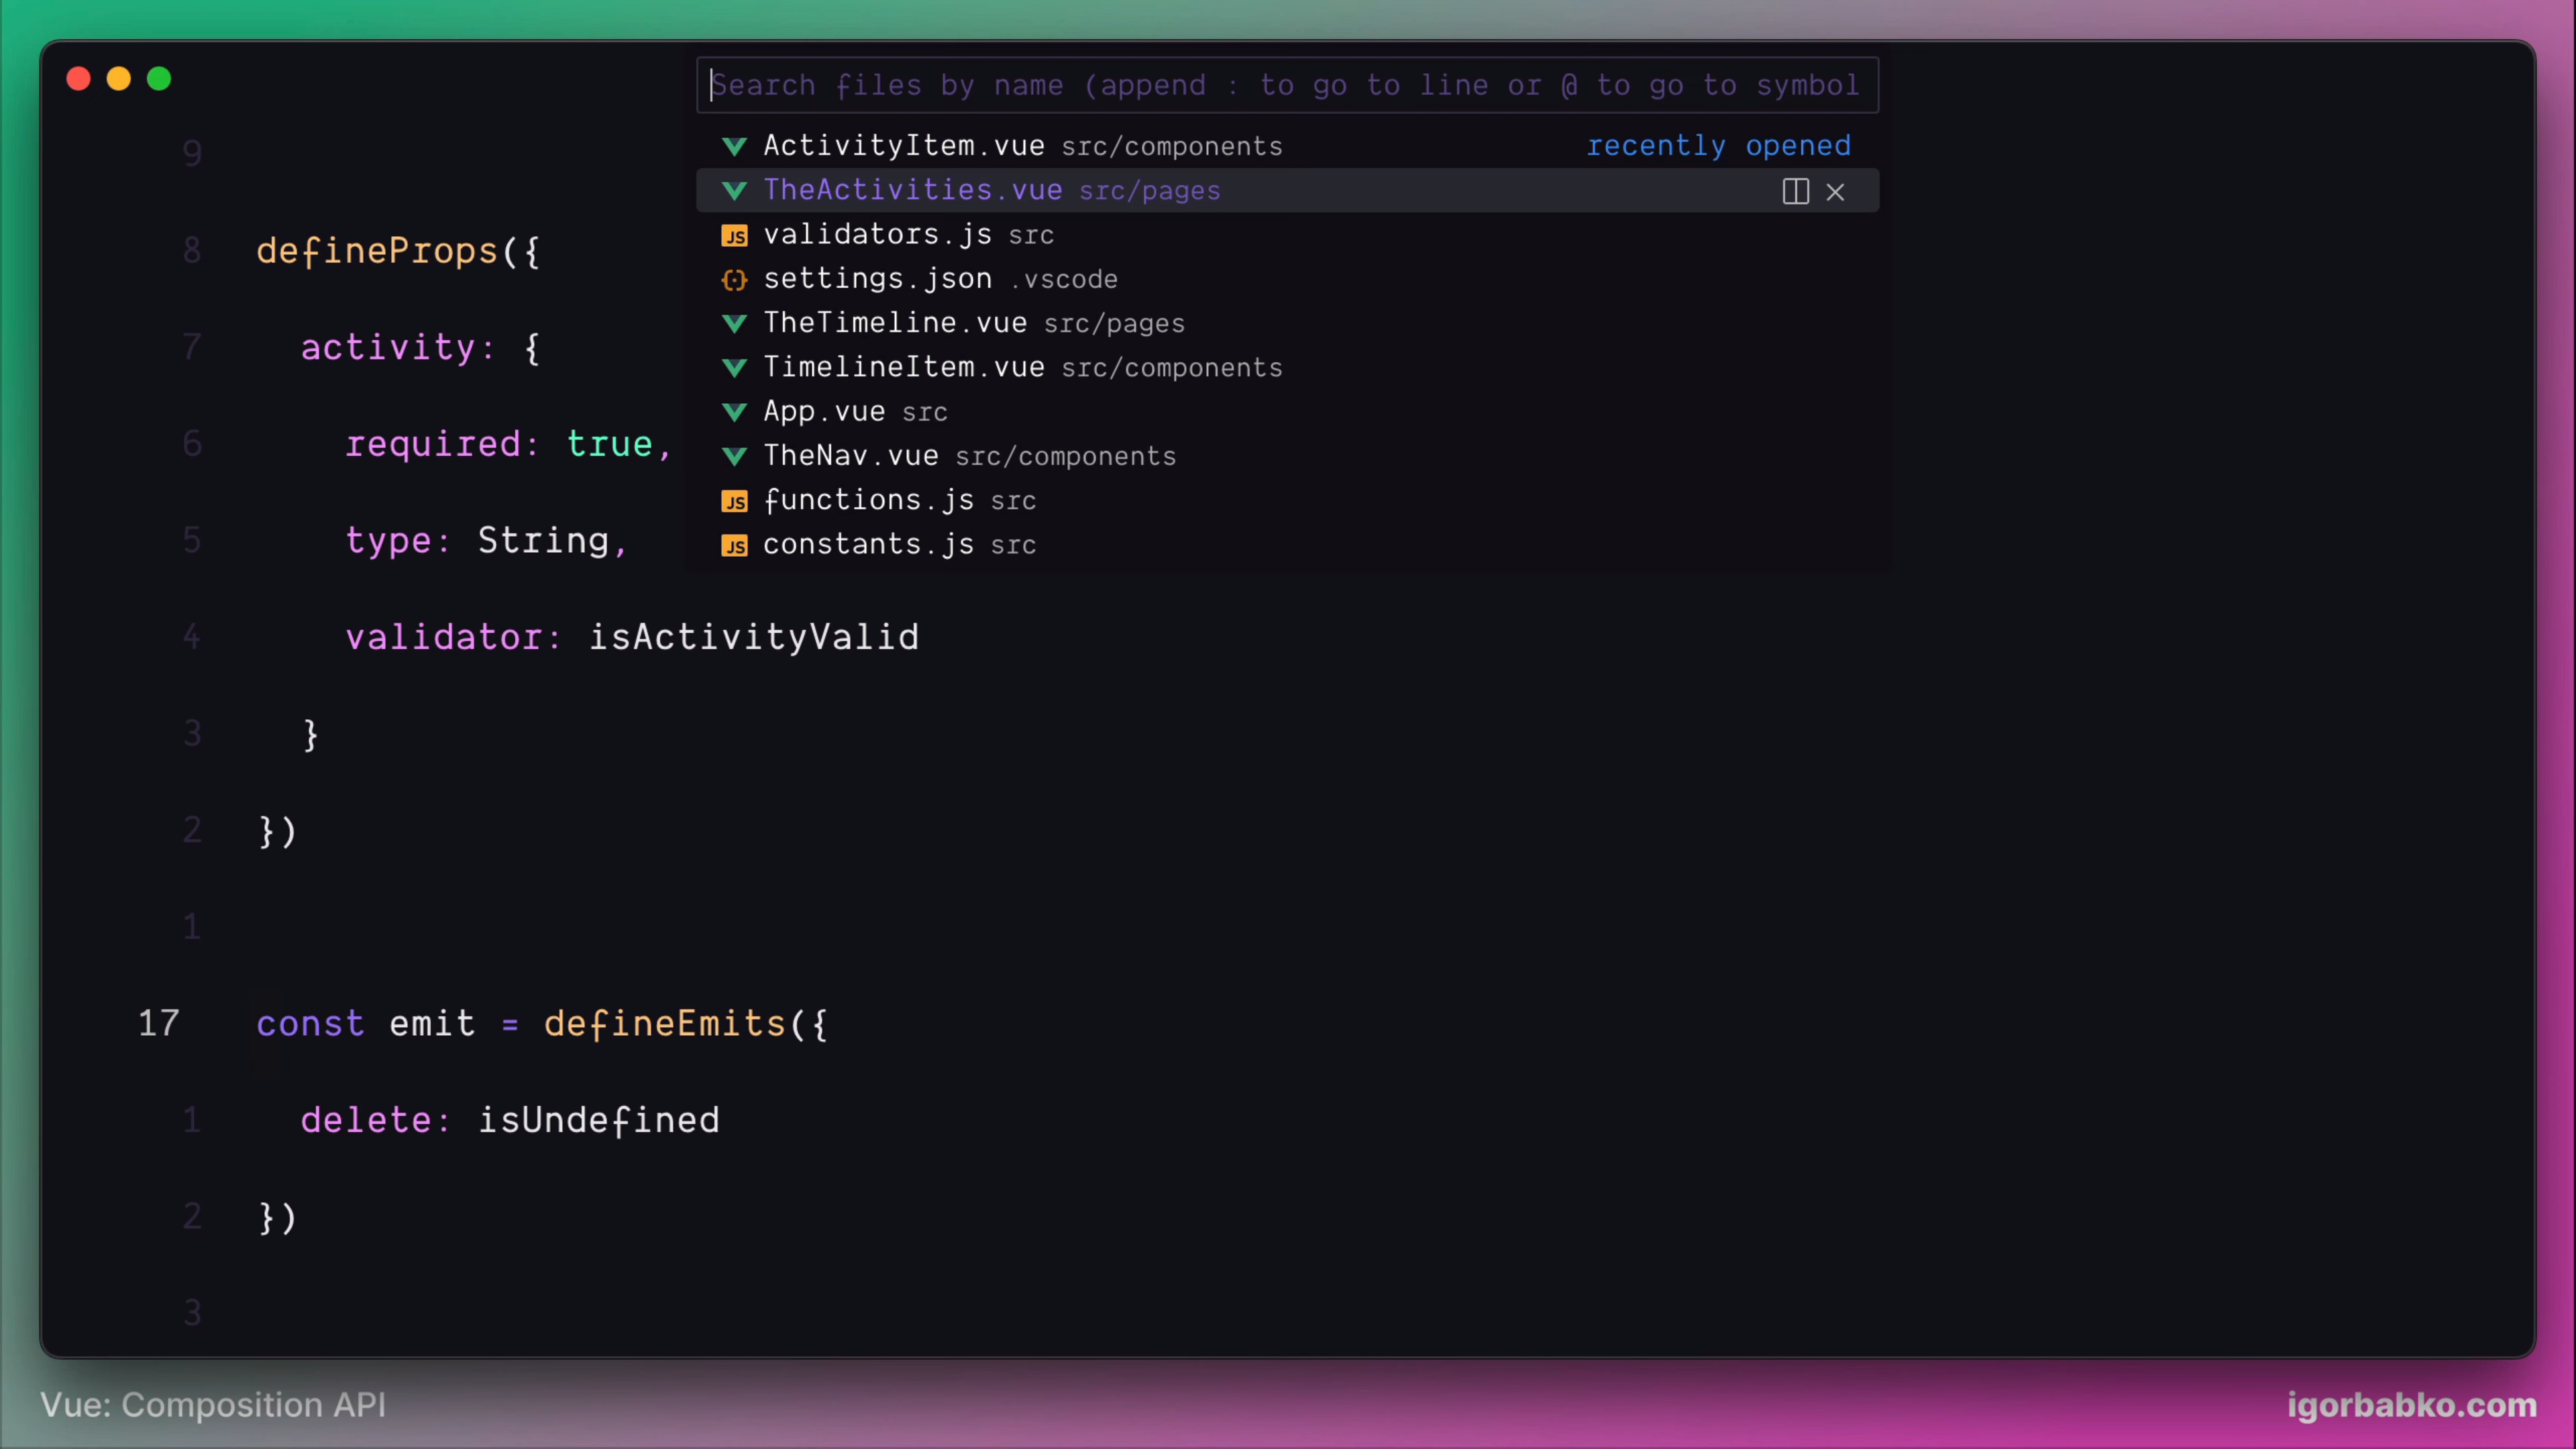 Search files by name (append : to go to line or @ to go to symbol
ActivityItem.vue src/components recently opened
TheActivities.vue src/pages
JS validators.js src
settings.json .vscode
TheTimeline.vue src/pages
TimelineItem.vue src/components
App.vue src
TheNav.vue src/components
JS functions.js src
JS constants.js src
9
8 defineProps({
7 activity: {
6 required: true,
5 type: String,
4 validator: isActivityValid
3 }
2 })
1
17 const emit = defineEmits({
1 delete: isUndefined
2 })
3
Vue: Composition API
igorbabko.com